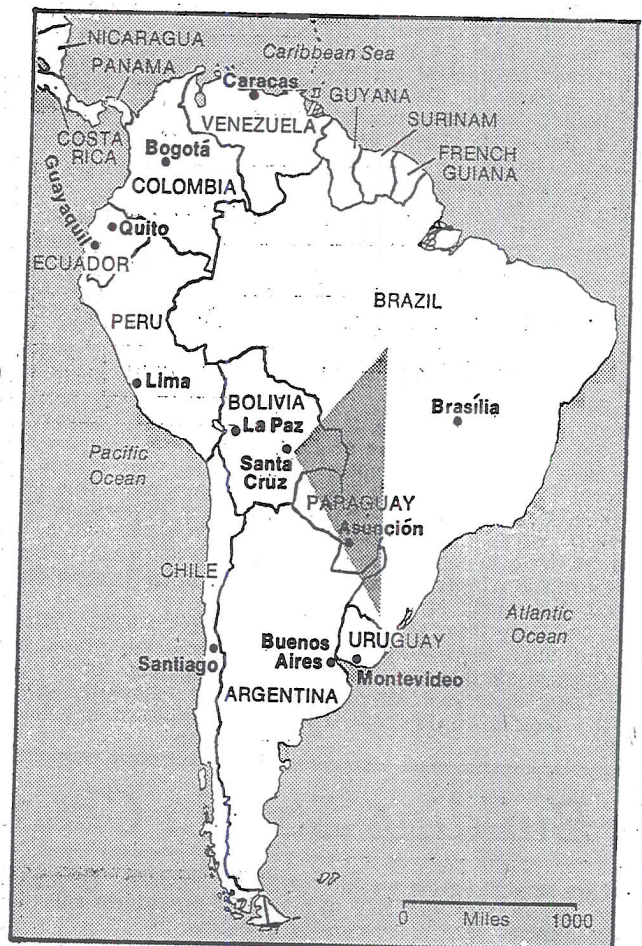 NICARAGUA
PANAMA
Caribbean Sea
Caracas
GUYANA
VENEZUELA
SURINAM
COSTA
RICA
Bogotá
FRENCH
GUIANA
COLOMBIA
Guayaquil
Quito
ECUADOR
BRAZIL
PERU
Lima
BOLIVIA
Brasília
La Paz
Pacific
Ocean
Santa
Cruz
PARAGUAY
Asunción
CHILE
Atlantic
Ocean
Santiago
Buenos
Aires
URUGUAY
Montevideo
ARGENTINA
0 Miles 1000